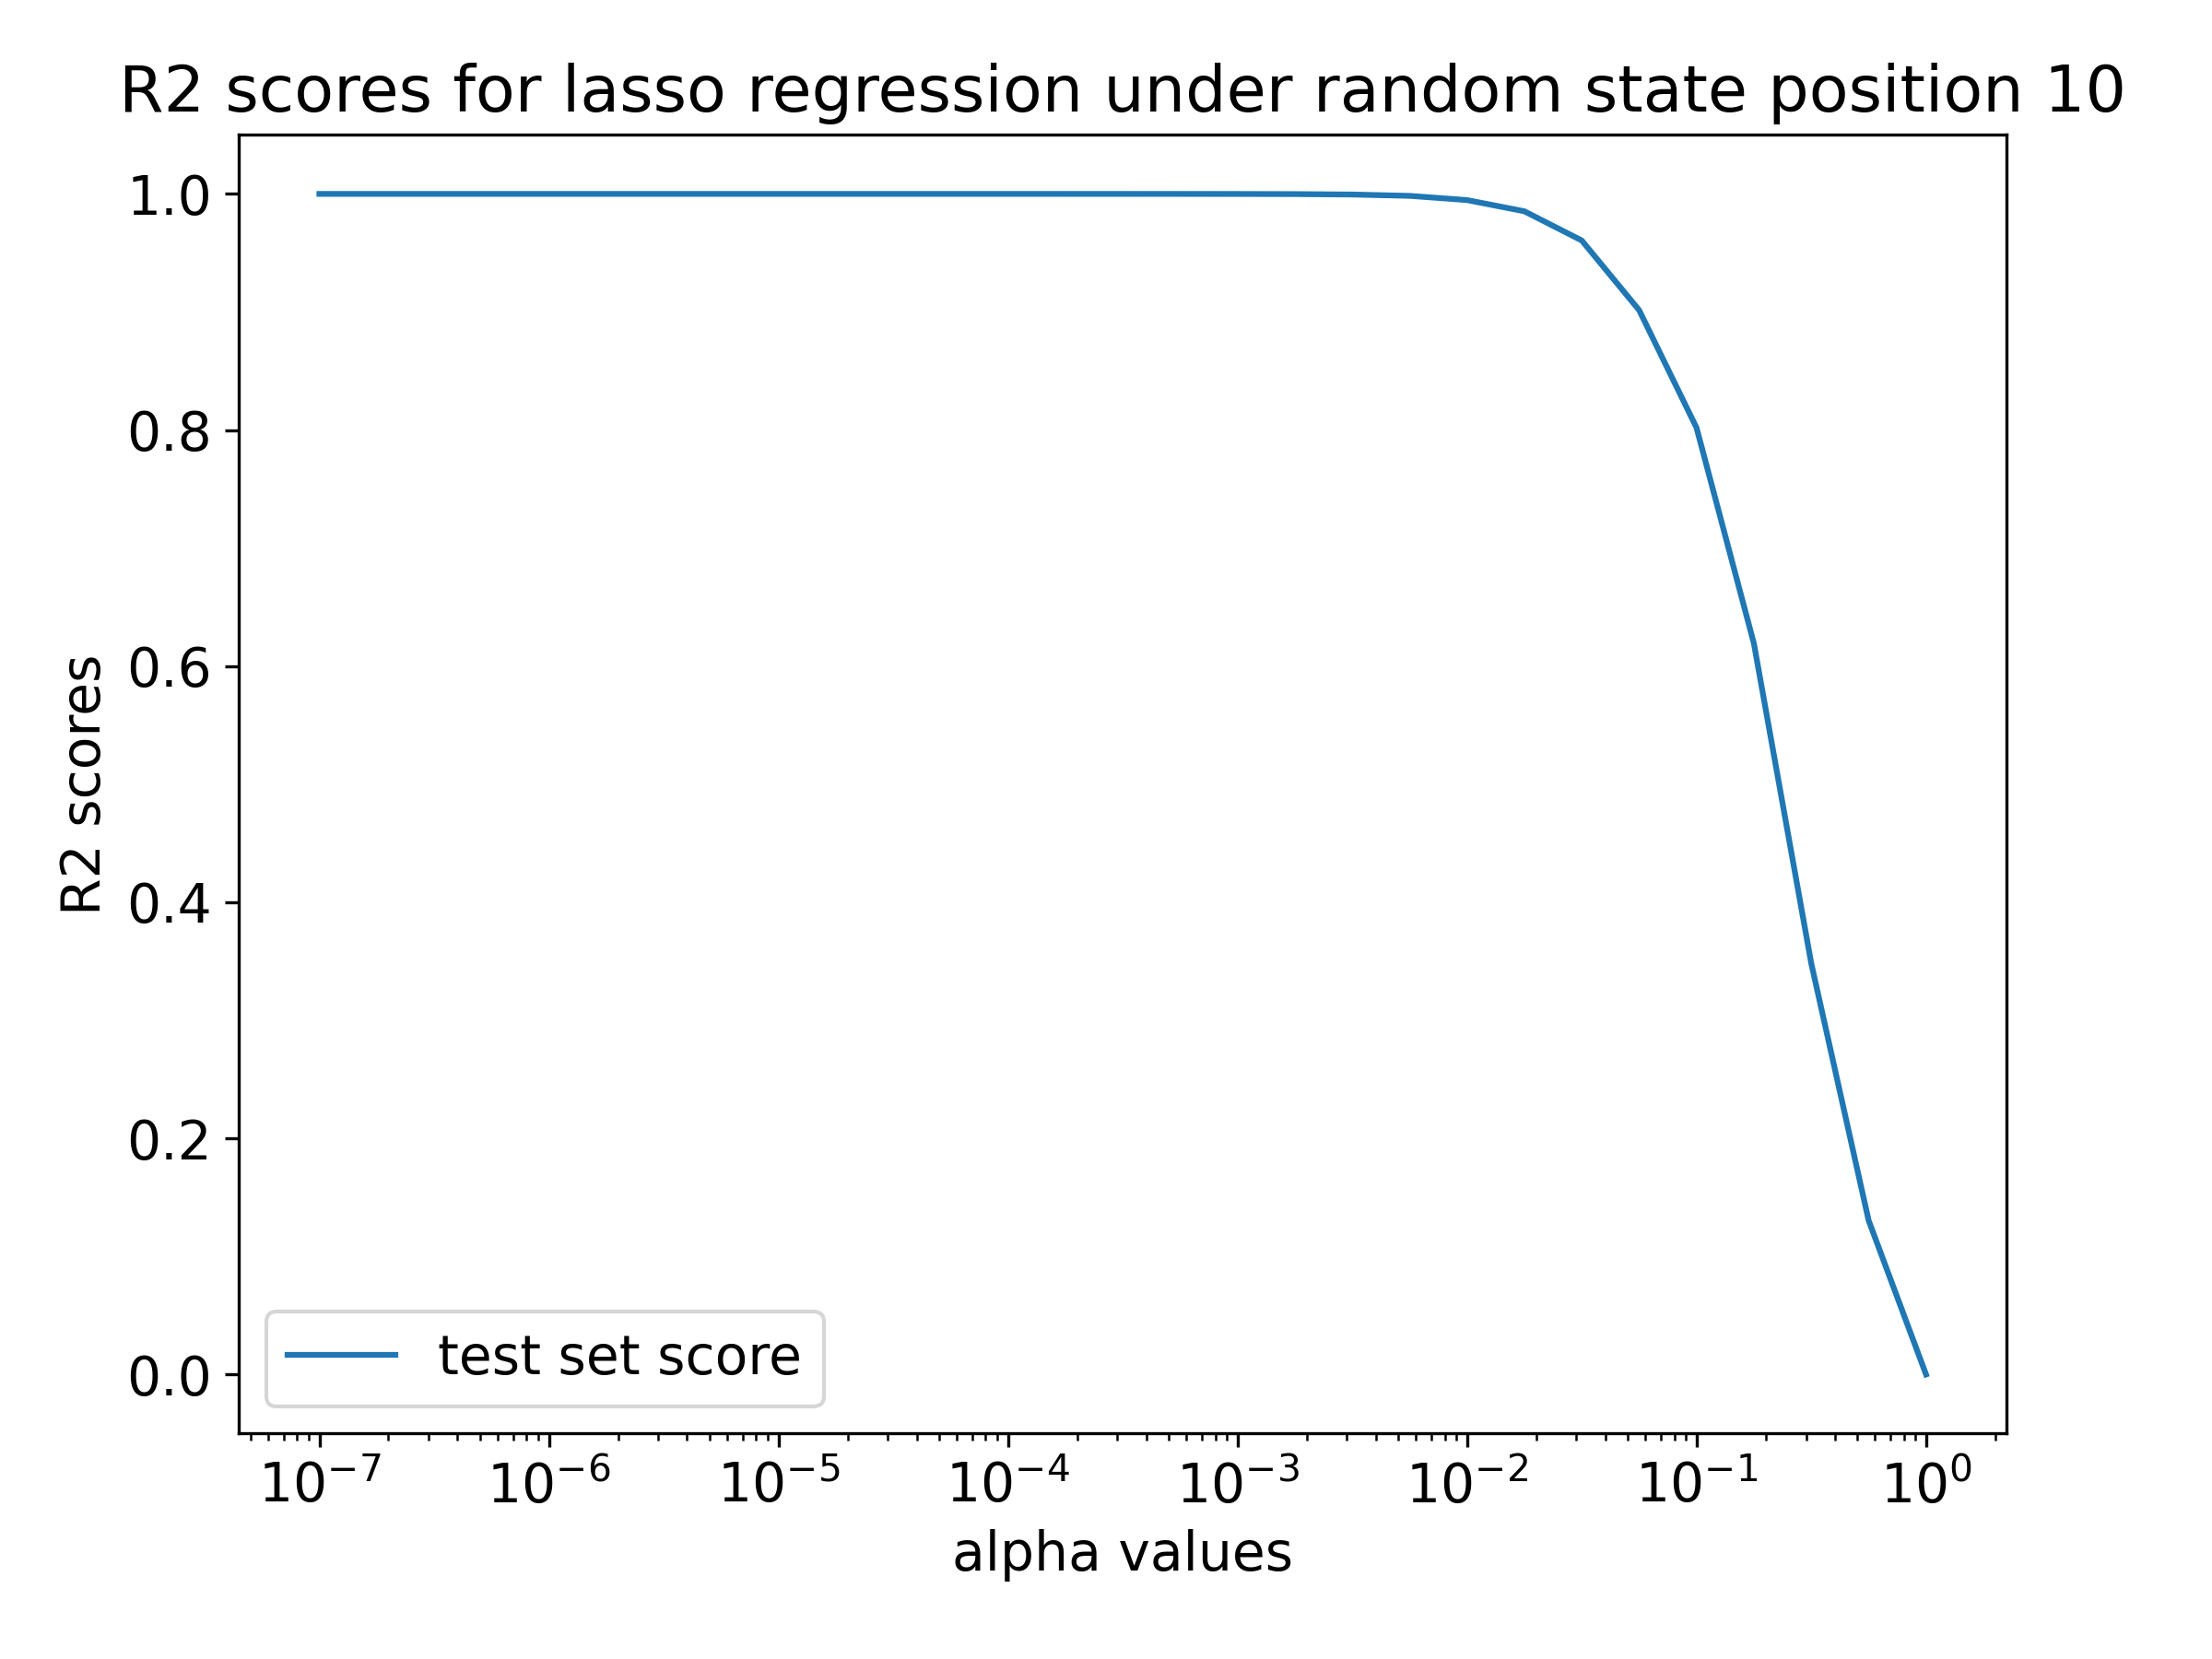 R2 scores for lasso regression under random state position 10
R2 scores
1.0
0.8
0.6
0.4
0.2
0.0
test set score
10⁻⁷ 10⁻⁶ 10⁻⁵ 10⁻⁴ 10⁻³ 10⁻² 10⁻¹ 10⁰
alpha values